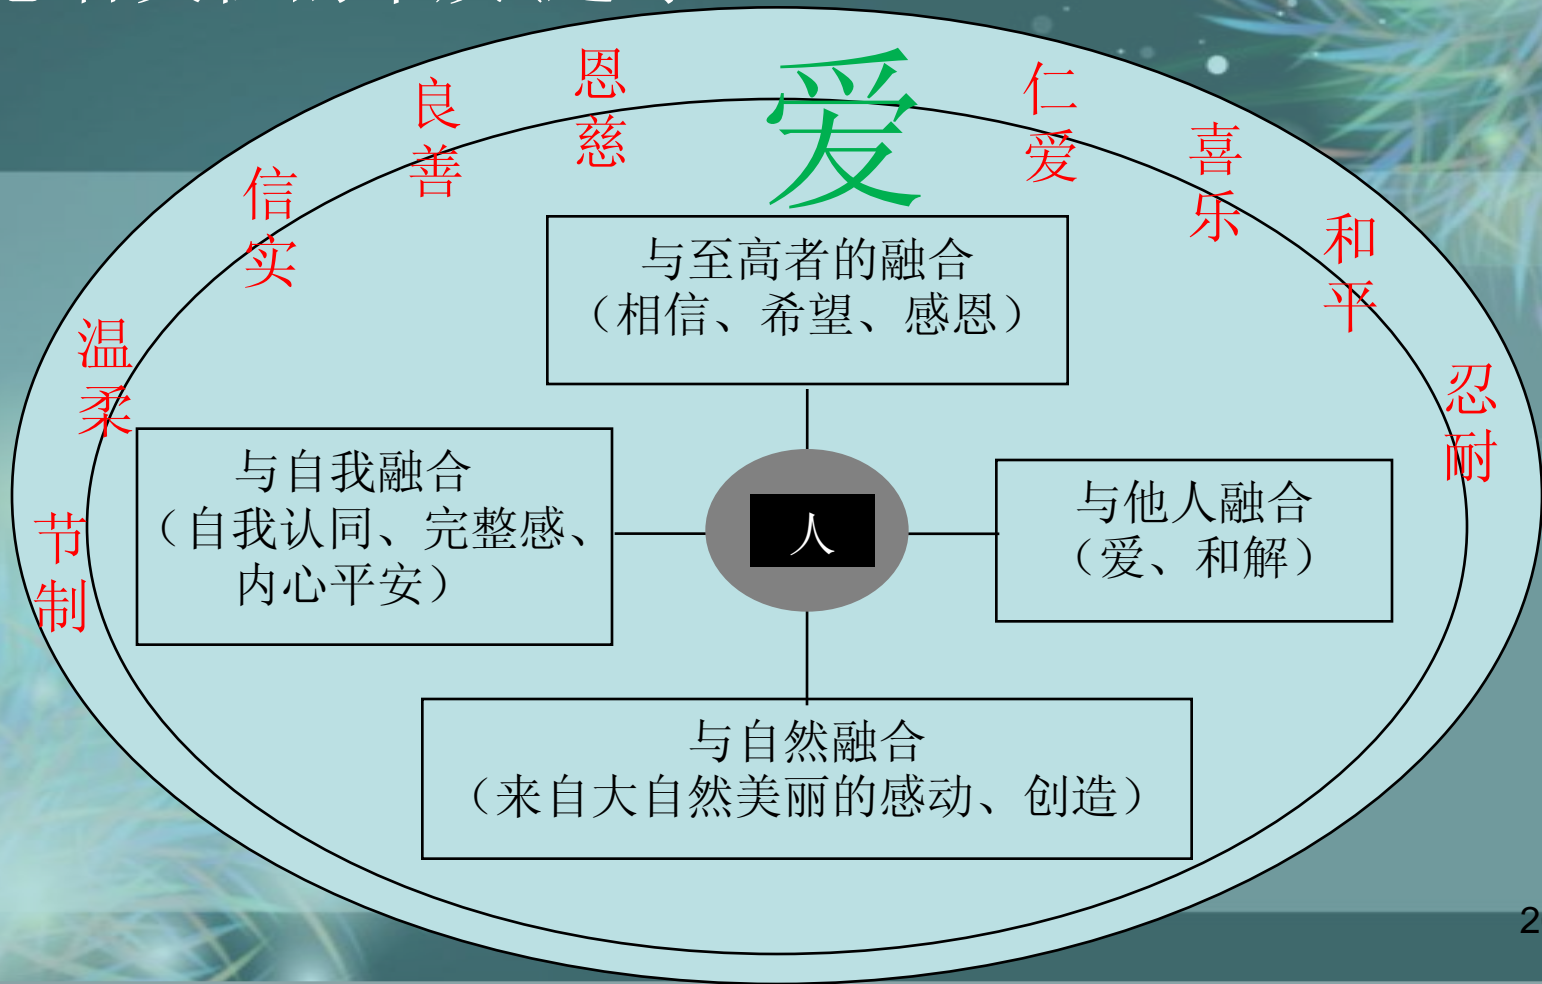 爱
仁爱
喜乐
和平
忍耐
恩慈
良善
信实
温柔
节制
与至高者的融合
（相信、希望、感恩）
与自我融合
（自我认同、完整感、
内心平安）
人
与他人融合
（爱、和解）
与自然融合
（来自大自然美丽的感动、创造）
2